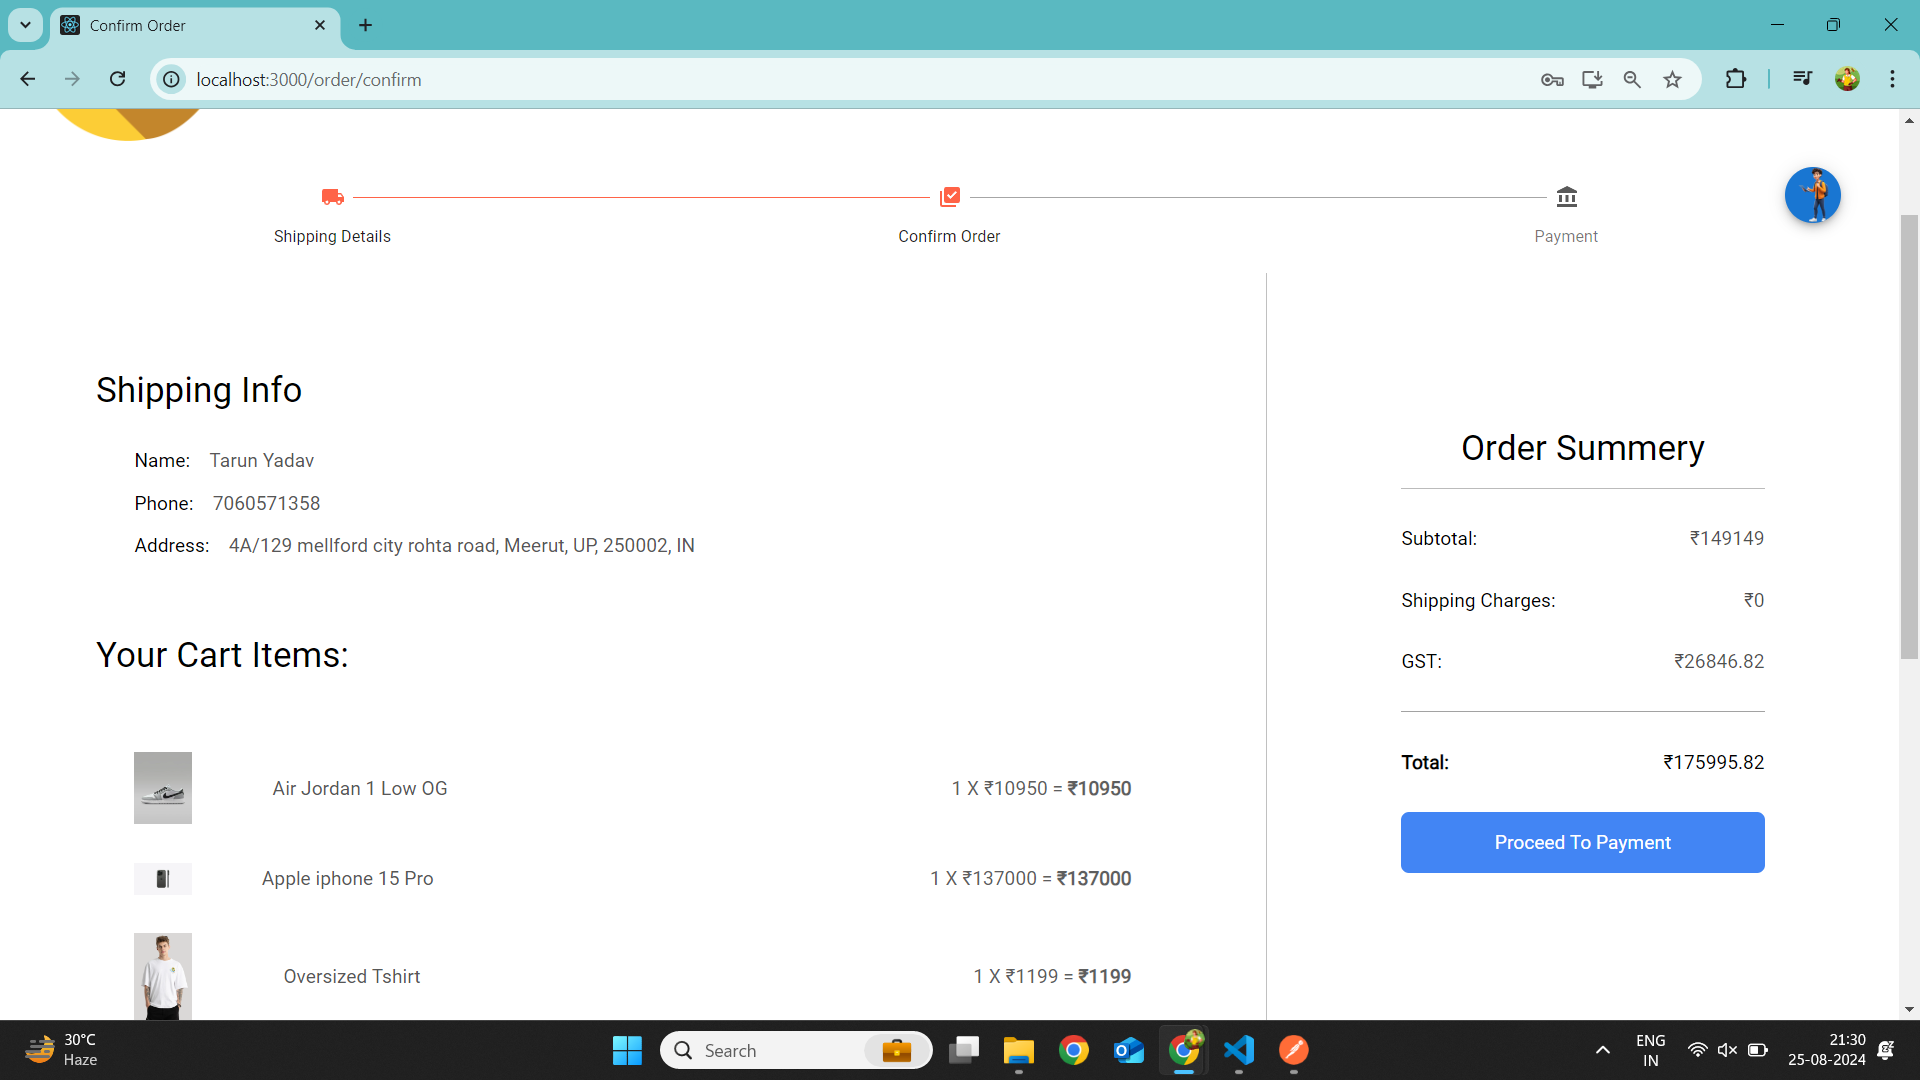 Confirm Order
localhost:3000/order/confirm
Shipping Details
Confirm Order
Payment
Shipping Info
Name: Tarun Yadav
Phone: 7060571358
Address: 4A/129 mellford city rohta road, Meerut, UP, 250002, IN
Your Cart Items:
Air Jordan 1 Low OG 1 X ₹10950 = ₹10950
Apple iphone 15 Pro 1 X ₹137000 = ₹137000
Oversized Tshirt 1 X ₹1199 = ₹1199
Order Summery
Subtotal: ₹149149
Shipping Charges: ₹0
GST: ₹26846.82
Total: ₹175995.82
Proceed To Payment
30°C
Haze
Search
ENG
IN
21:30
25-08-2024